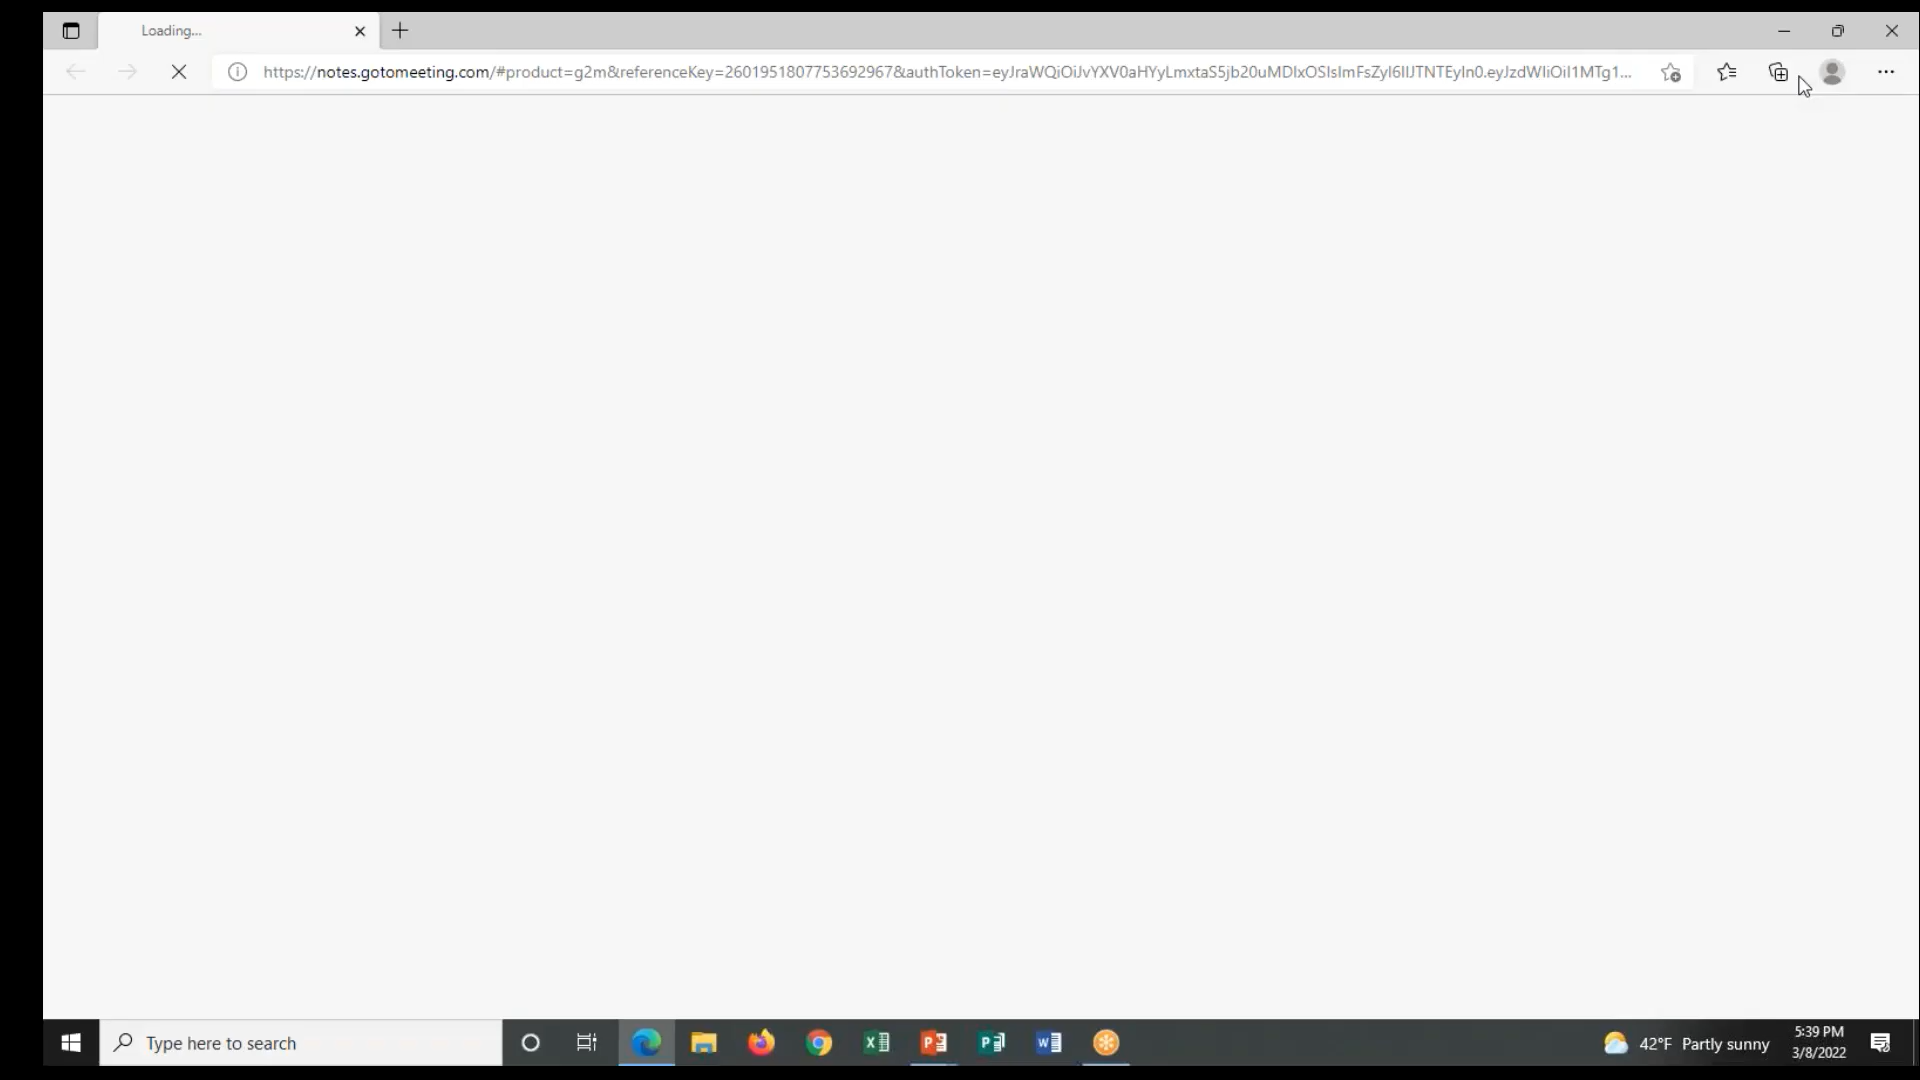 Loading...
https://notes.gotomeeting.com/#product=g2m&referenceKey=2601951807753692967&authToken=eyJraWQiOiJvYXV0aHYyLmxtaS5jb20uMDIxOSIsImFsZyI6IlJTNTEyIn0.eyJzdWIiOiI1MTg1...
Type here to search
42°F Partly sunny
5:39 PM
3/8/2022